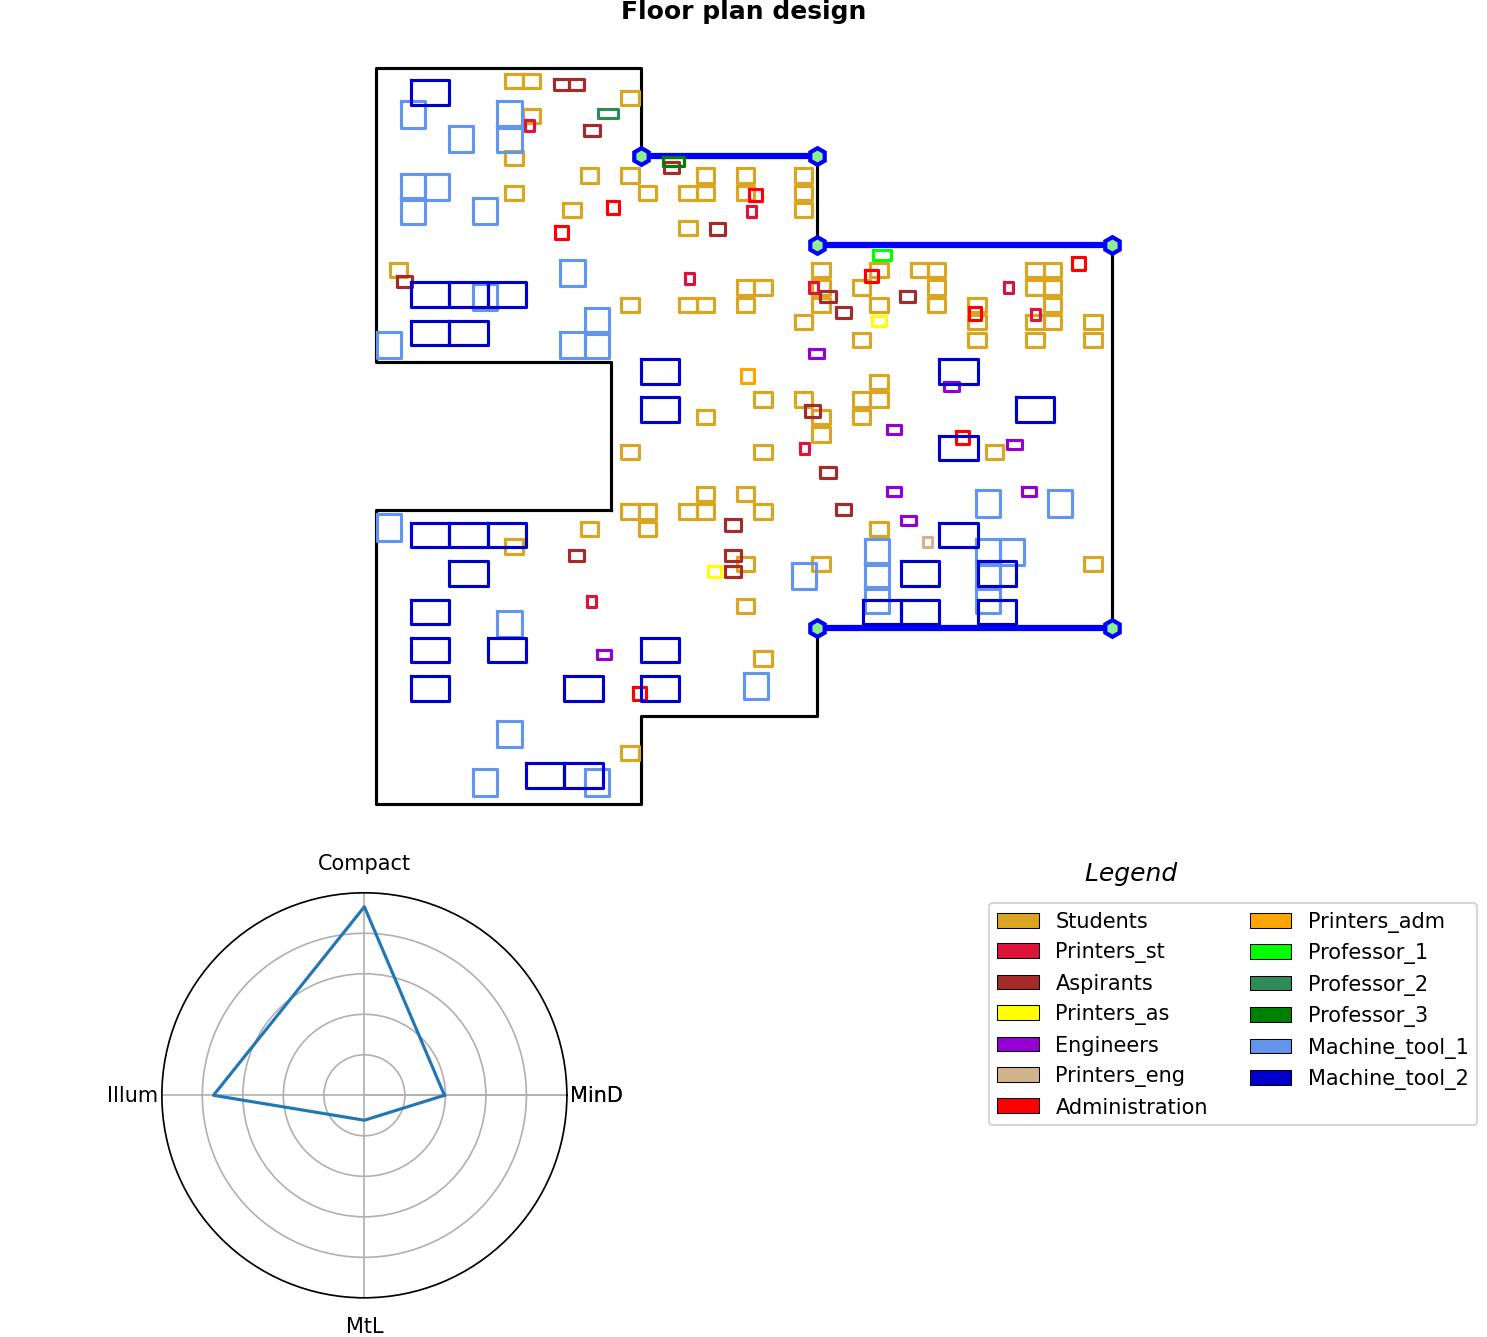 Floor plan design
Compact
Illum
MinD
MtL
Legend
Students
Printers_st
Aspirants
Printers_as
Engineers
Printers_eng
Administration
Printers_adm
Professor_1
Professor_2
Professor_3
Machine_tool_1
Machine_tool_2